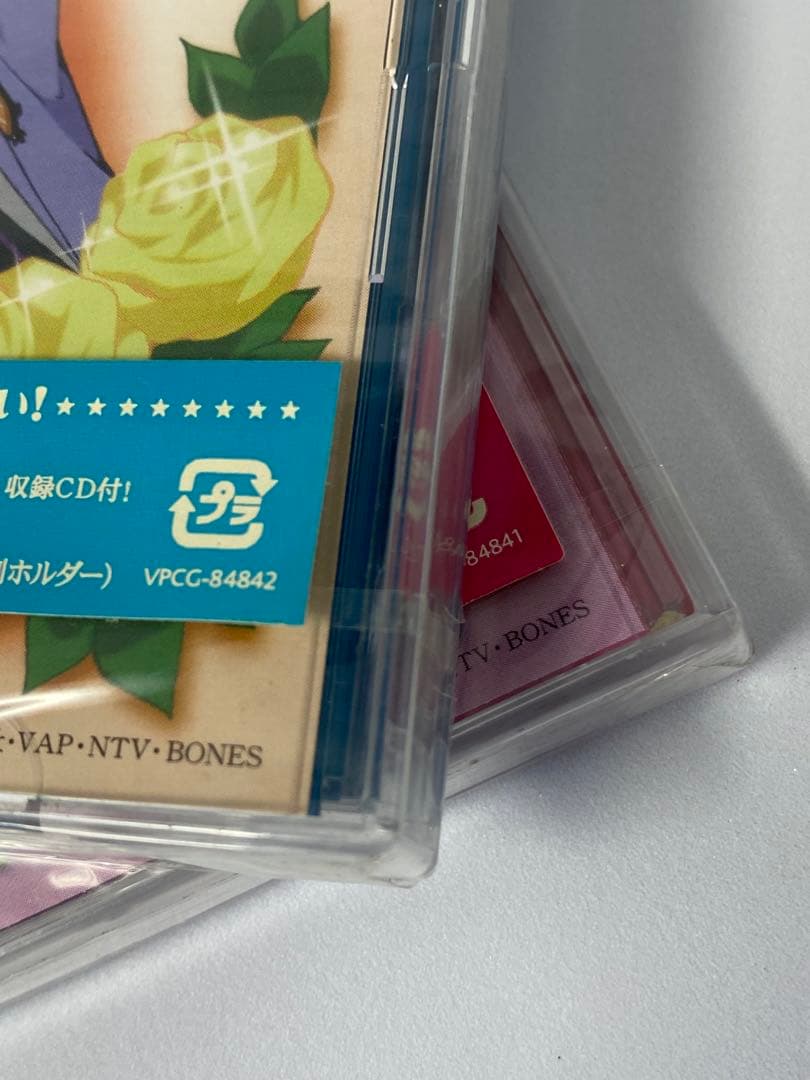 い!★★★★★★★★
収録CD付!
プラ
ホルダー)
VPCG-84842
・VAP・NTV・BONES
84841
TV・BONES